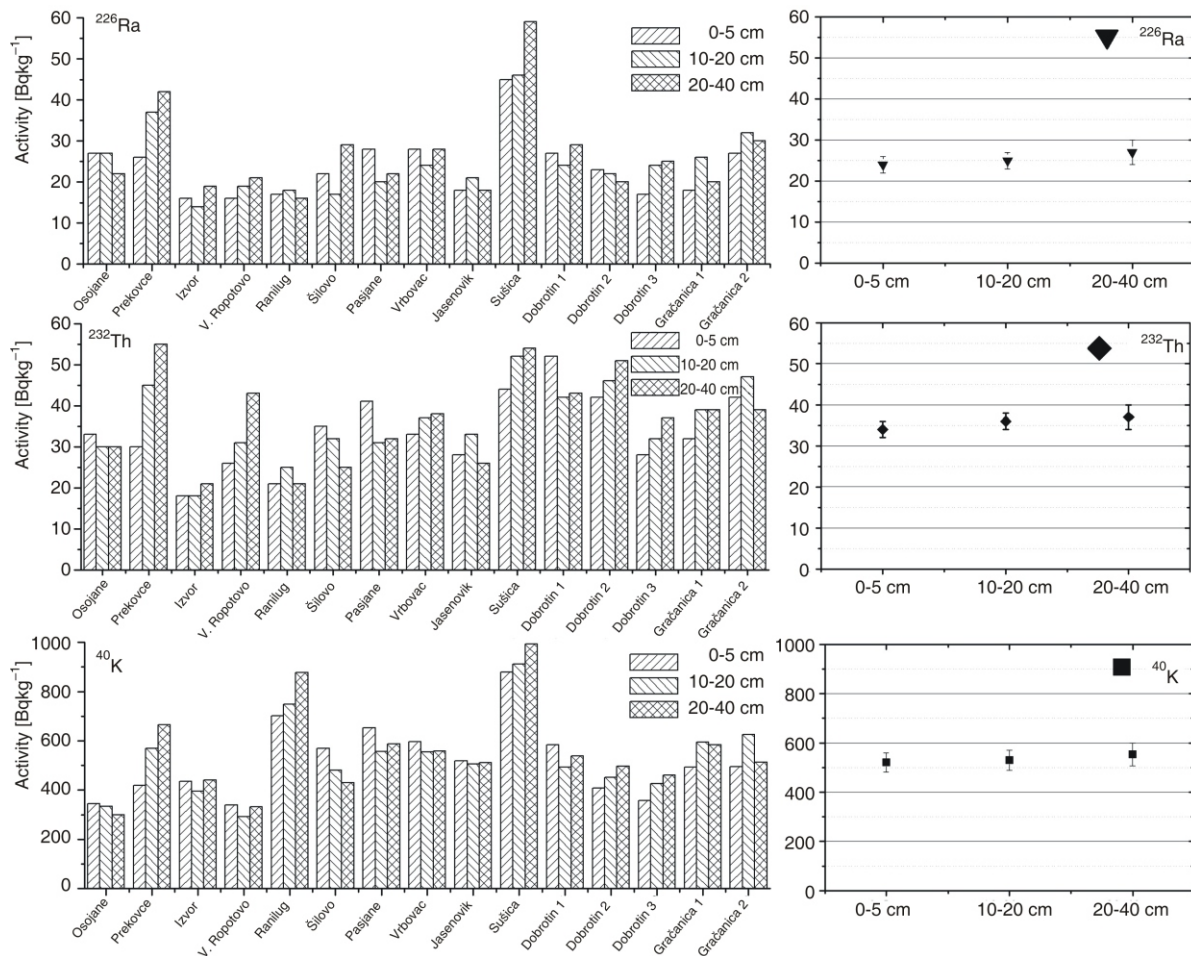 60
50
40
30
20
10
0
Activity [Bqkg⁻¹]
²²⁶Ra
0-5 cm
10-20 cm
20-40 cm
Osojane
Prekovce
Izvor
V. Ropotovo
Ranilug
Šilovo
Pasjane
Vrbovac
Jasenovik
Sušica
Dobrotin 1
Dobrotin 2
Dobrotin 3
Gračanica 1
Gračanica 2
60
50
40
30
20
10
0
²²⁶Ra
0-5 cm
10-20 cm
20-40 cm
60
50
40
30
20
10
0
Activity [Bqkg⁻¹]
²³²Th
0-5 cm
10-20 cm
20-40 cm
Osojane
Prekovce
Izvor
V. Ropotovo
Ranilug
Šilovo
Pasjane
Vrbovac
Jasenovik
Sušica
Dobrotin 1
Dobrotin 2
Dobrotin 3
Gračanica 1
Gračanica 2
60
50
40
30
20
10
0
²³²Th
0-5 cm
10-20 cm
20-40 cm
1000
800
600
400
200
0
Activity [Bqkg⁻¹]
⁴⁰K
0-5 cm
10-20 cm
20-40 cm
Osojane
Prekovce
Izvor
V. Ropotovo
Ranilug
Šilovo
Pasjane
Vrbovac
Jasenovik
Sušica
Dobrotin 1
Dobrotin 2
Dobrotin 3
Gračanica 1
Gračanica 2
1000
800
600
400
200
0
⁴⁰K
0-5 cm
10-20 cm
20-40 cm